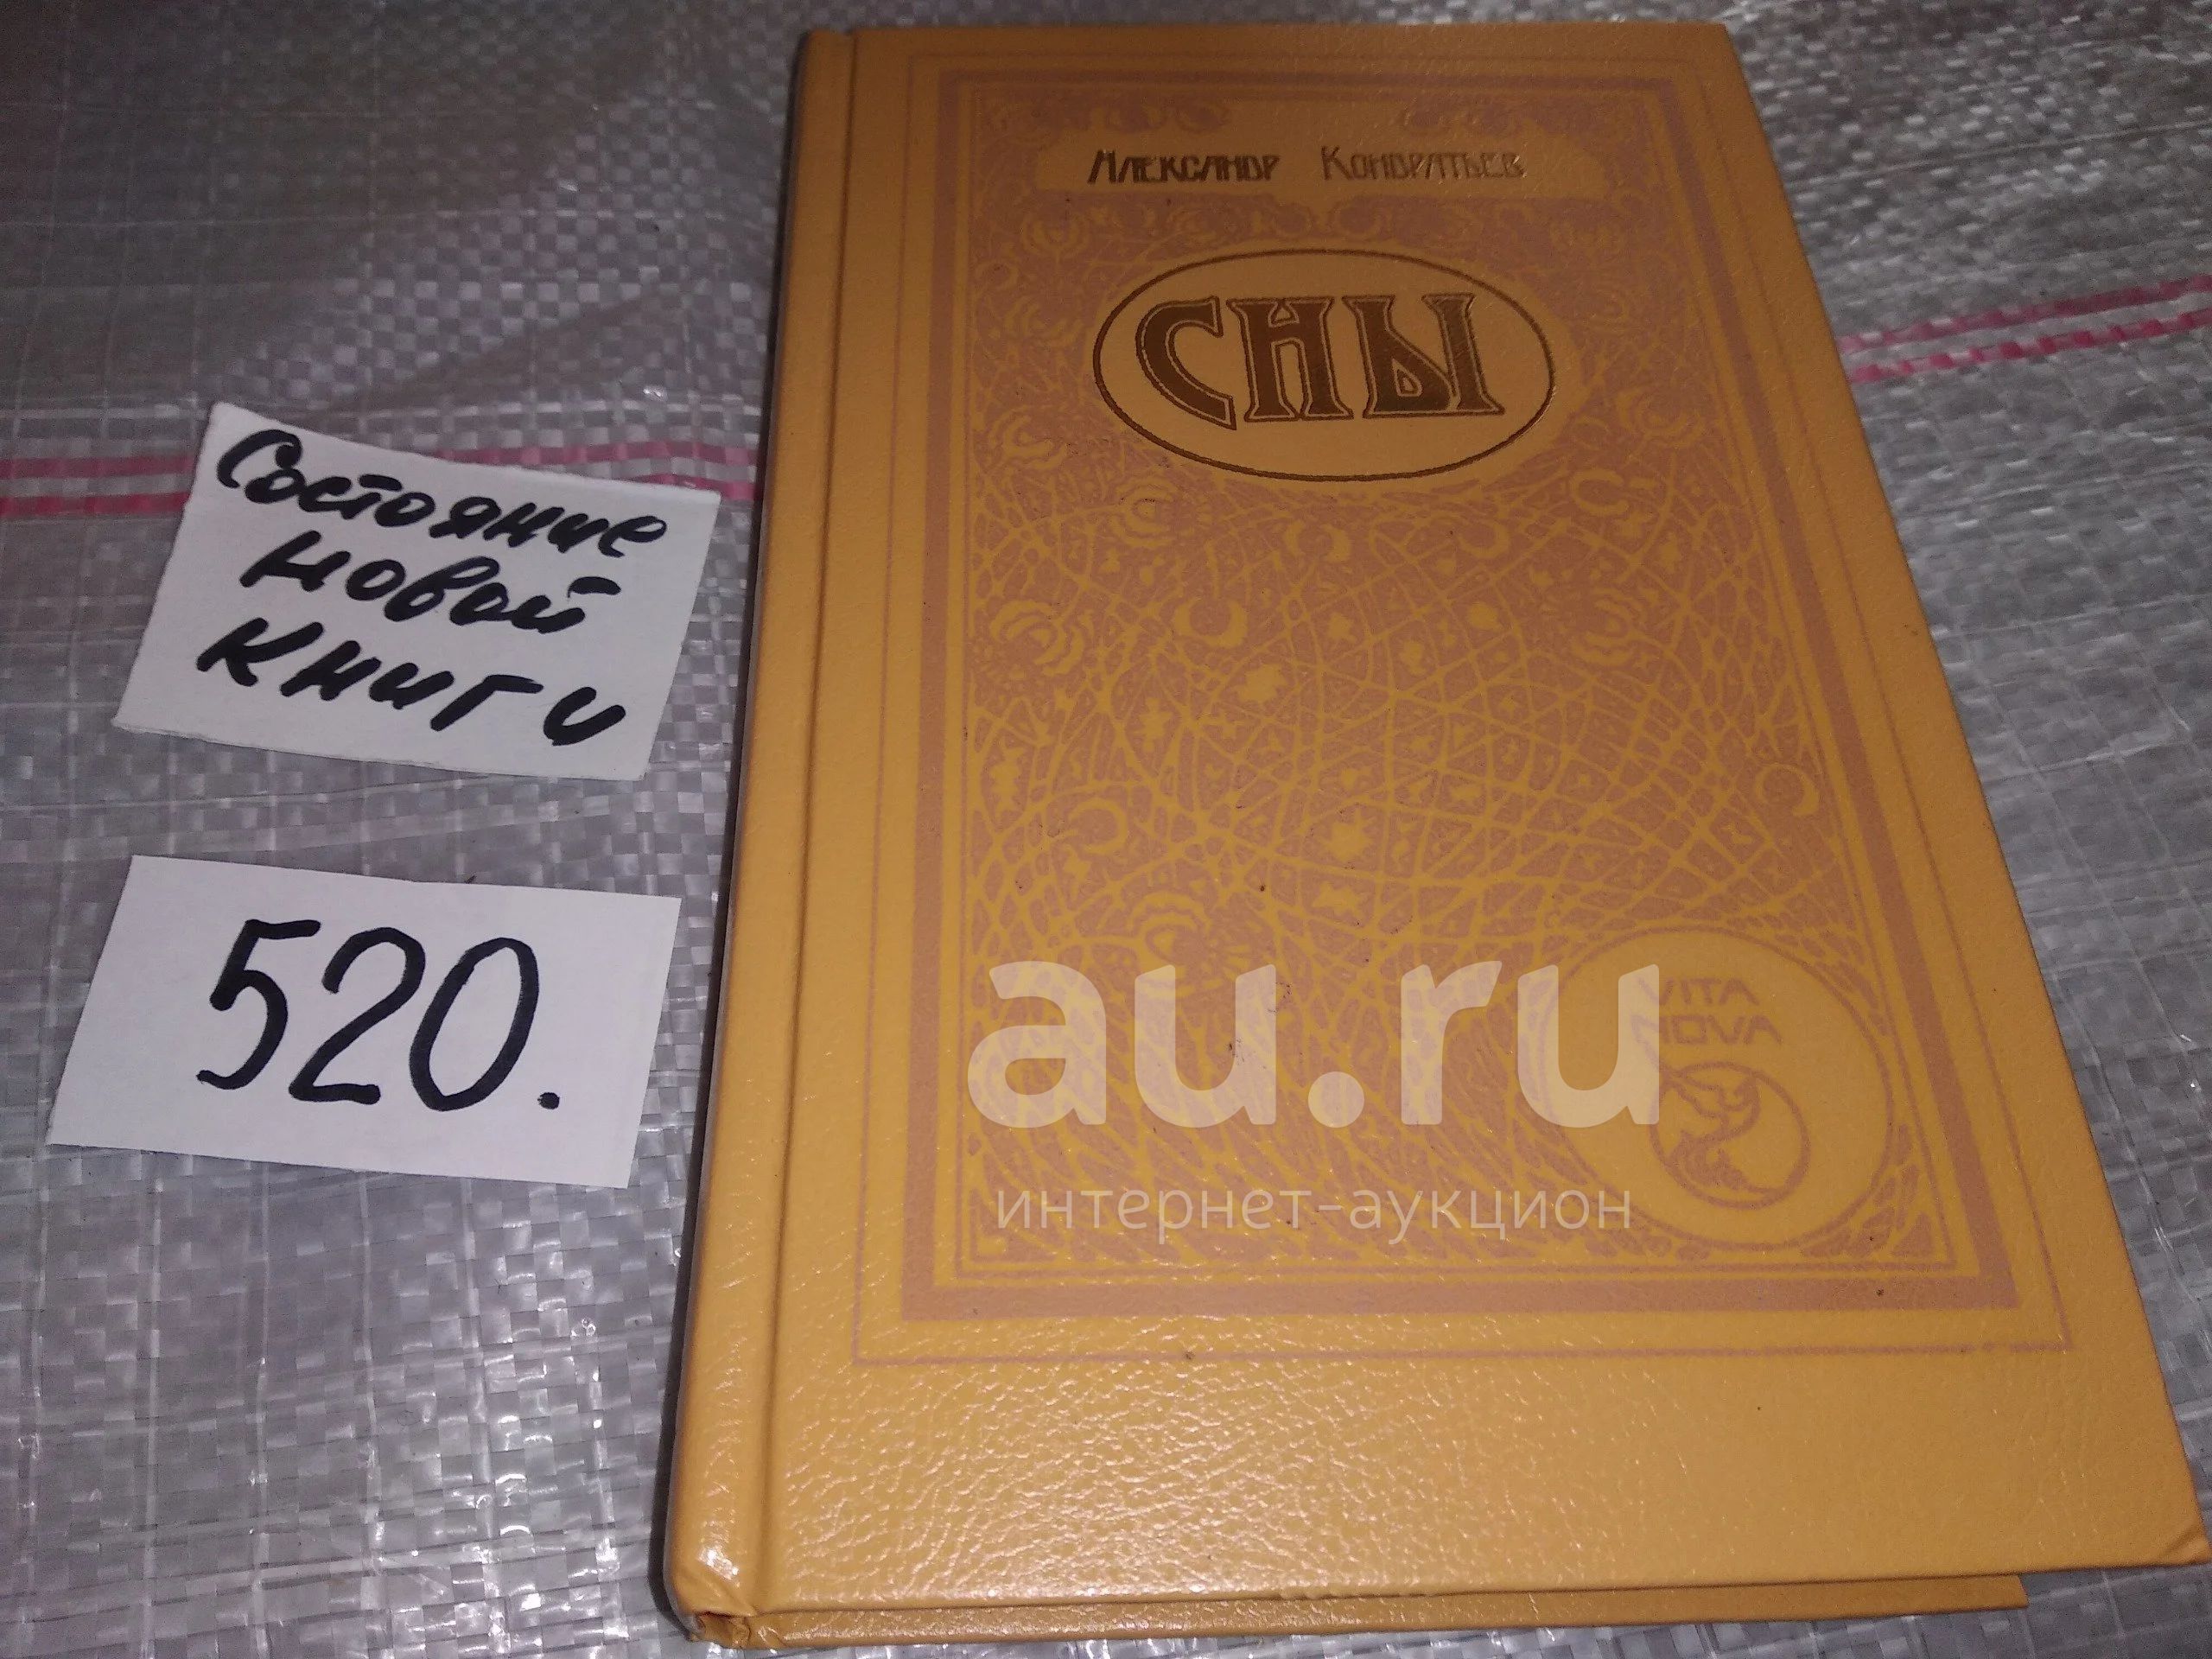 Александр Кондратьев
СНЫ
Состояние
новой
книги
520.
VITA
NOVA
au.ru
интернет-аукцион